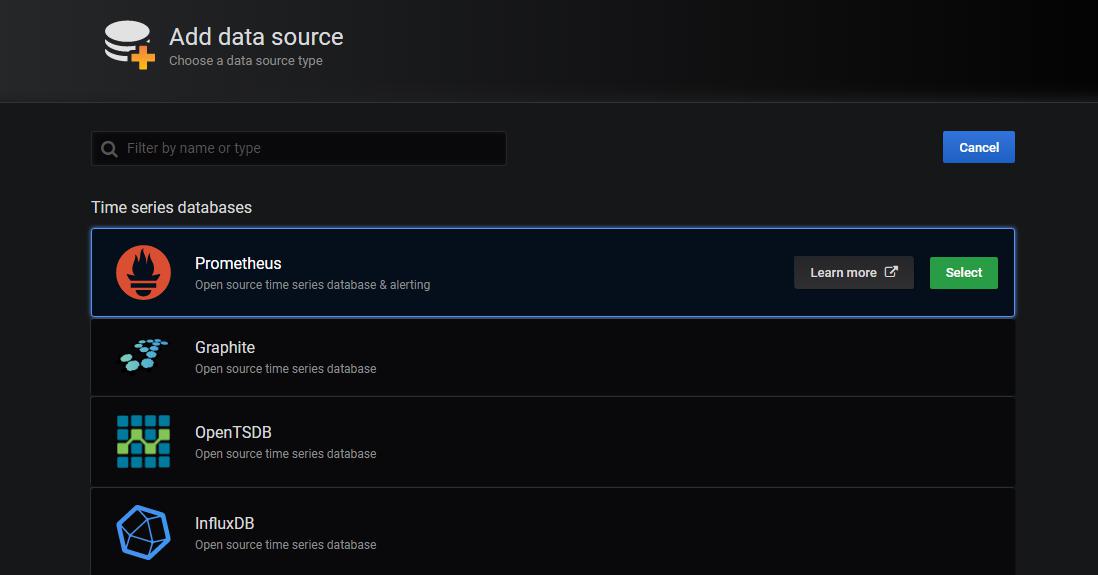 Add data source
Choose a data source type
Filter by name or type
Cancel
Time series databases
Prometheus
Open source time series database & alerting
Learn more
Select
Graphite
Open source time series database
OpenTSDB
Open source time series database
InfluxDB
Open source time series database